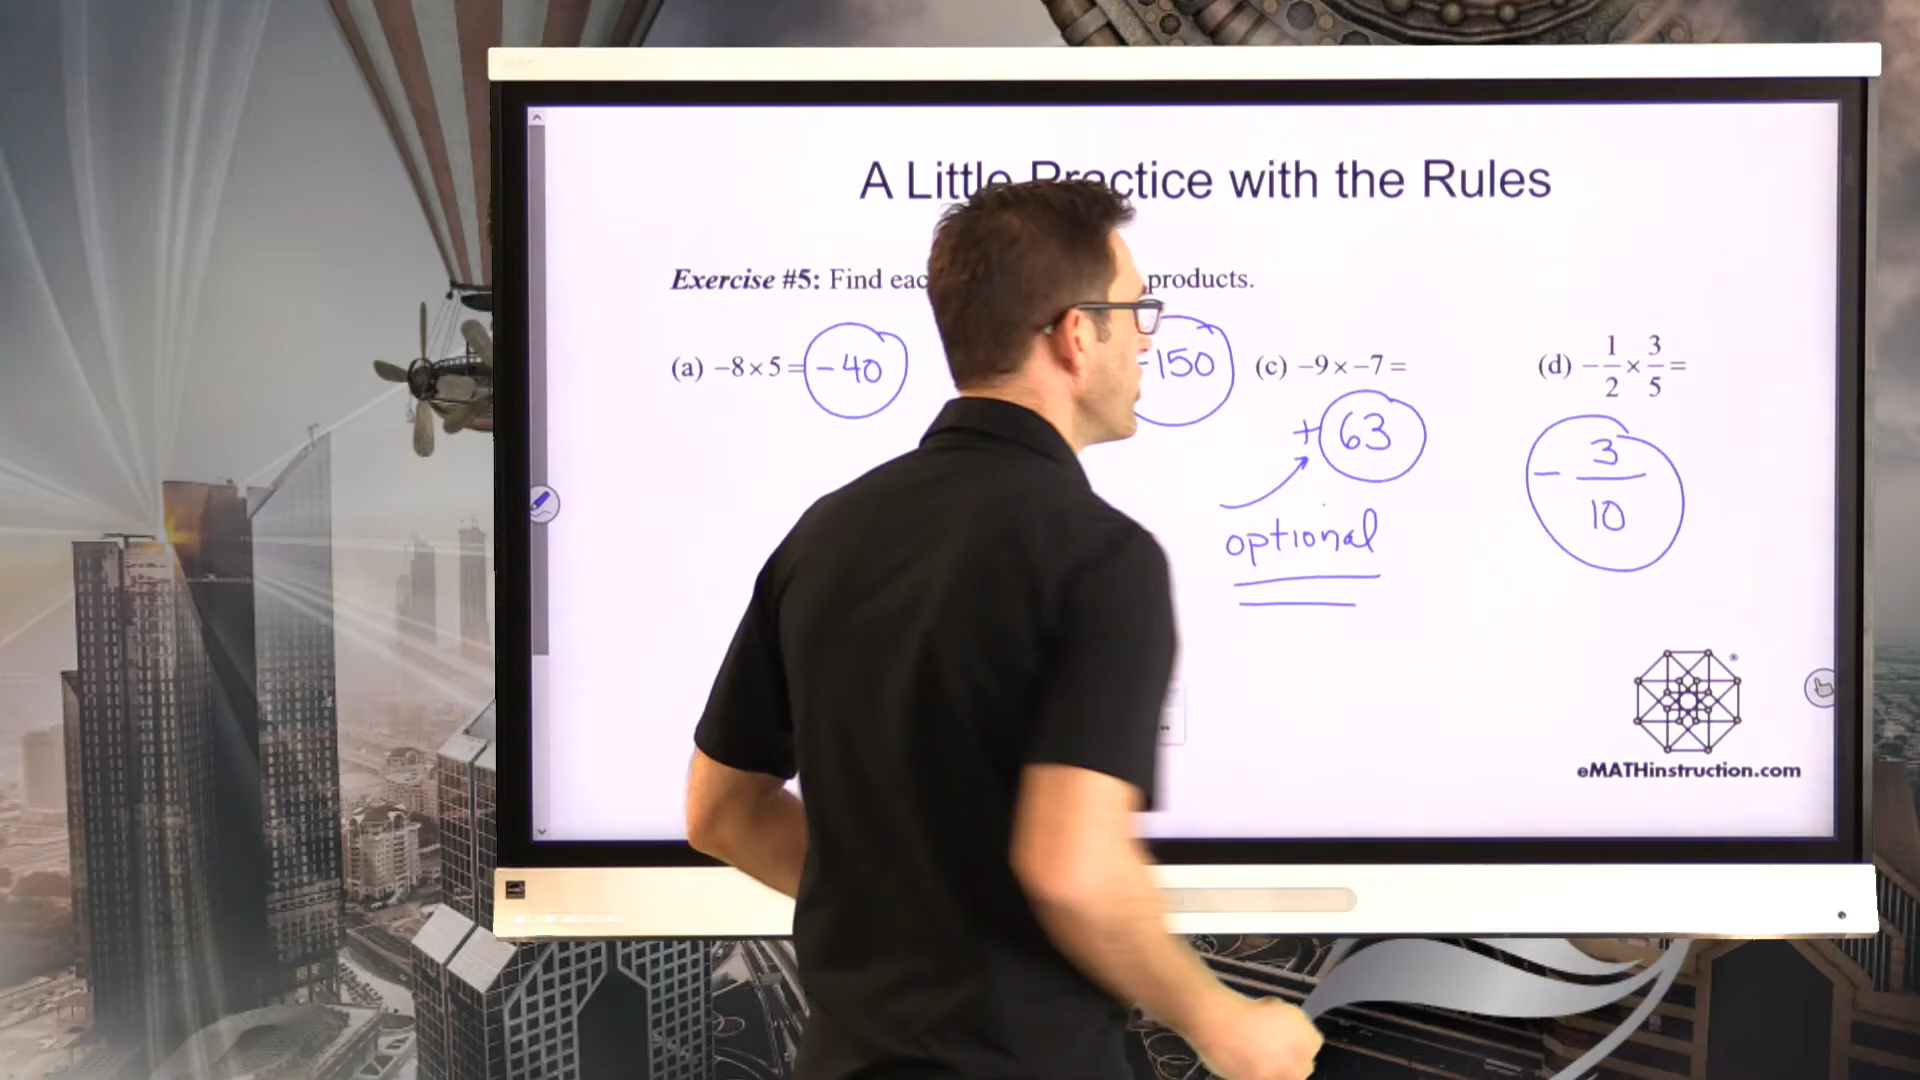 A Little Practice with the Rules
Exercise #5: Find eac products.
(a) −8 × 5 = −40
-150
(c) −9 × −7 =
+63
optional
(d) −1/2 × 3/5 =
− 3/10
eMATHinstruction.com